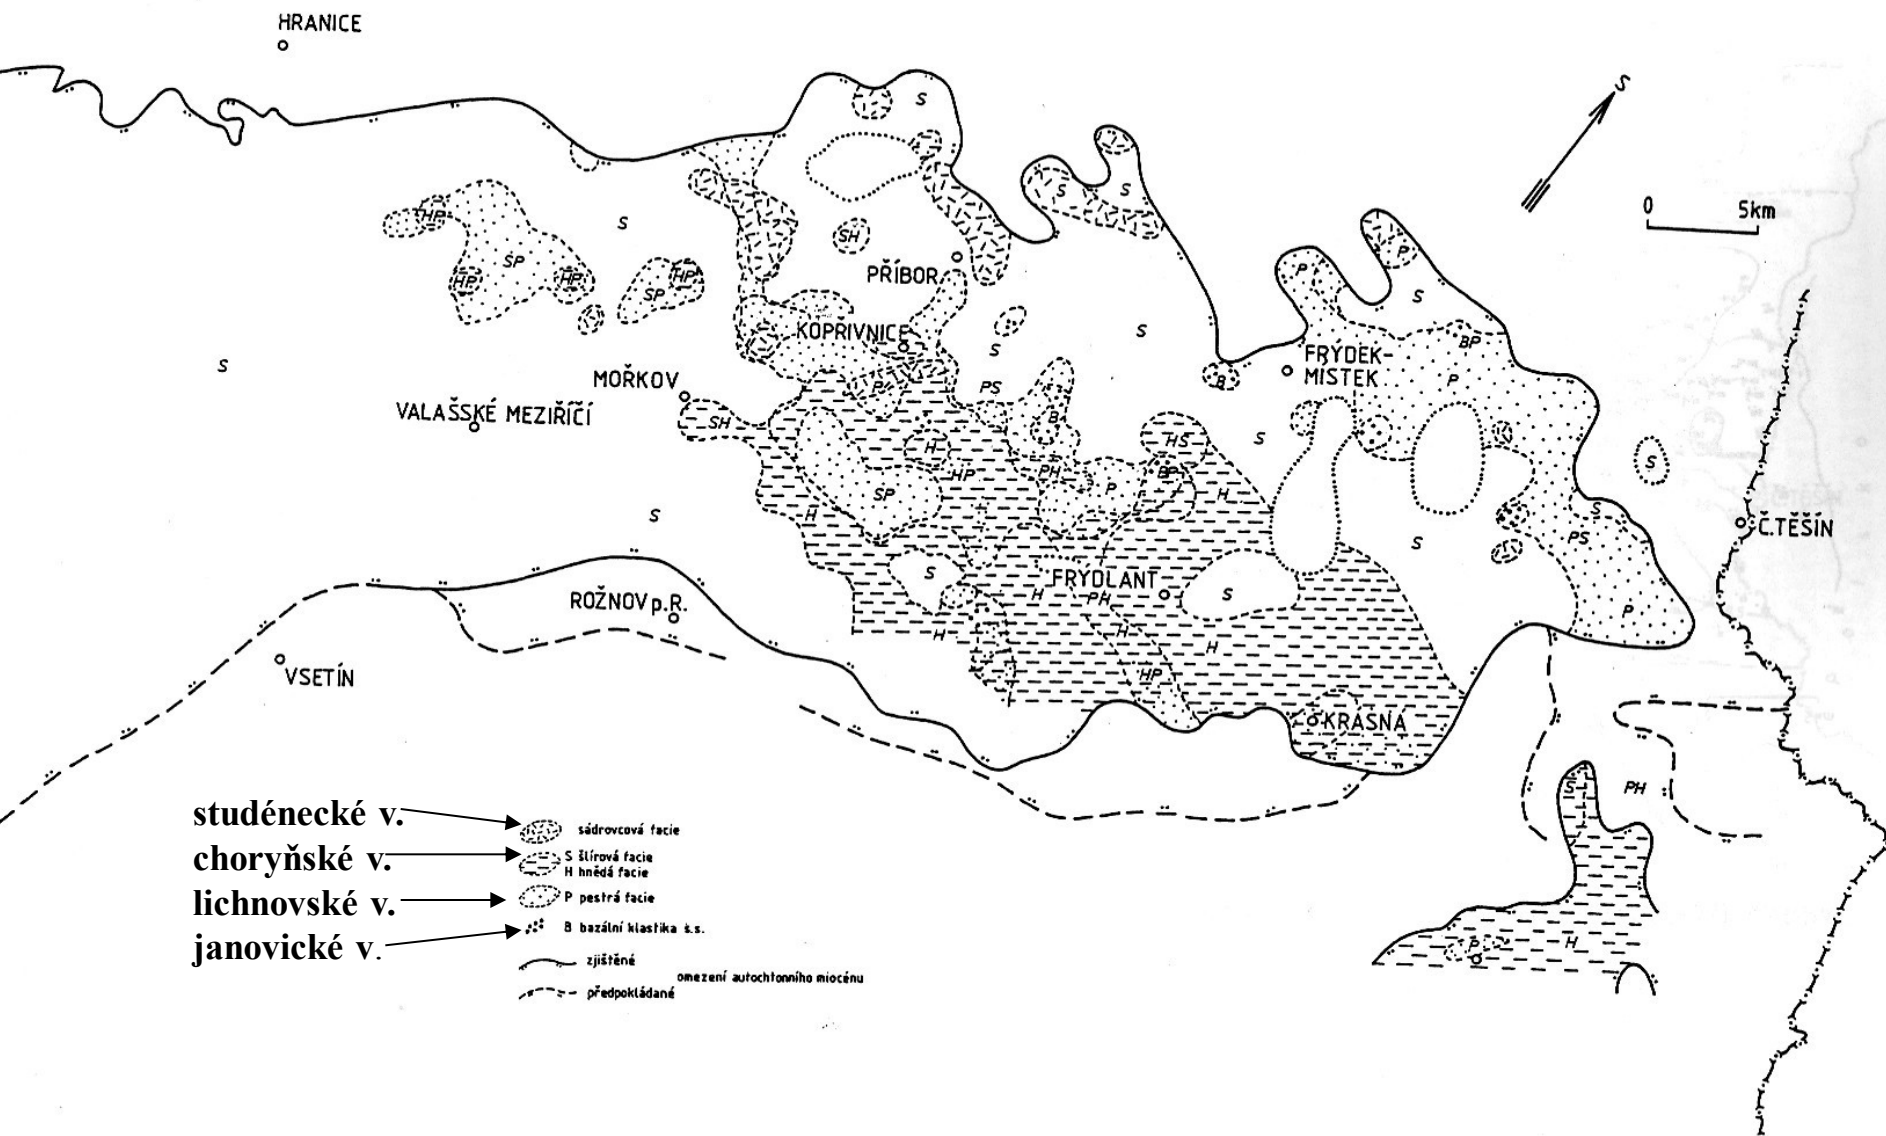 HRANICE
S
S
0 5km
S
S
S
HP
S
SH
P
SP
P
HP
HP
HP
SP
PŘÍBOR
S
KOPŘIVNICE
S
S
BP
FRÝDEK-
MÍSTEK
S
P
MOŘKOV
P
PS
B
VALAŠSKÉ MEZIŘÍČÍ
SH
B
HS
S
H
HP
PH
BP
S
SP
P
H
H
S
S
Č.TĚŠÍN
PS
S
S
FRÝDLANT
H
PH
S
ROŽNOV p.R.
P
H
H
H
VSETÍN
HP
KRÁSNÁ
S
PH
studénecké v.
sádrovcová facie
choryňské v.
S šlírová facie
H hnědá facie
lichnovské v.
P pestrá facie
janovické v.
B bazální klastika š.s.
zjištěné
omezení autochtonního miocénu
předpokládané
P
H